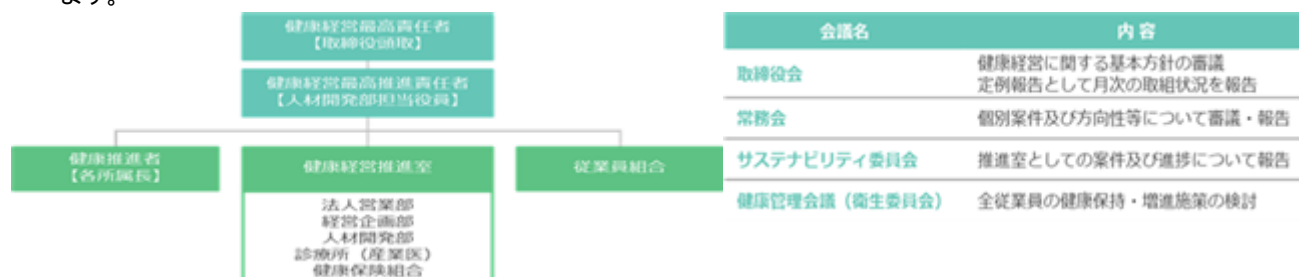 ます。
健康経営最高責任者
【取締役頭取】
健康経営最高推進責任者
【人材開発部担当役員】
健康推進者
【各所属長】
健康経営推進室
従業員組合
法人営業部
経営企画部
人材開発部
診療所（産業医）
健康保険組合
会議名 内容
取締役会 健康経営に関する基本方針の審議
定例報告として月次の取組状況を報告
常務会 個別案件及び方向性等について審議・報告
サステナビリティ委員会 推進室としての案件及び進捗について報告
健康管理会議（衛生委員会） 全従業員の健康保持・増進施策の検討